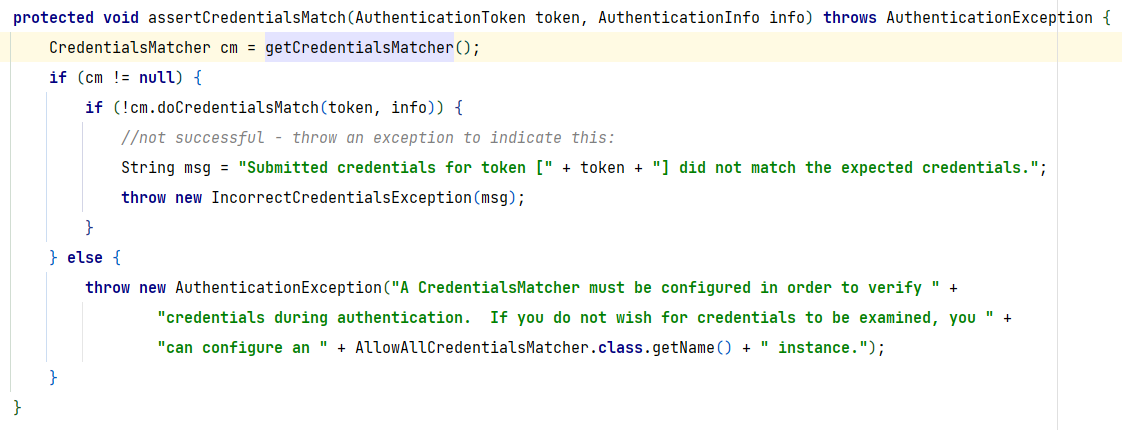 protected void assertCredentialsMatch(AuthenticationToken token, AuthenticationInfo info) throws AuthenticationException {
    CredentialsMatcher cm = getCredentialsMatcher();
    if (cm != null) {
        if (!cm.doCredentialsMatch(token, info)) {
            //not successful - throw an exception to indicate this:
            String msg = "Submitted credentials for token [" + token + "] did not match the expected credentials.";
            throw new IncorrectCredentialsException(msg);
        }
    } else {
        throw new AuthenticationException("A CredentialsMatcher must be configured in order to verify " +
                "credentials during authentication.  If you do not wish for credentials to be examined, you " +
                "can configure an " + AllowAllCredentialsMatcher.class.getName() + " instance.");
    }
}